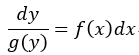 dy/g(y) = f(x)dx